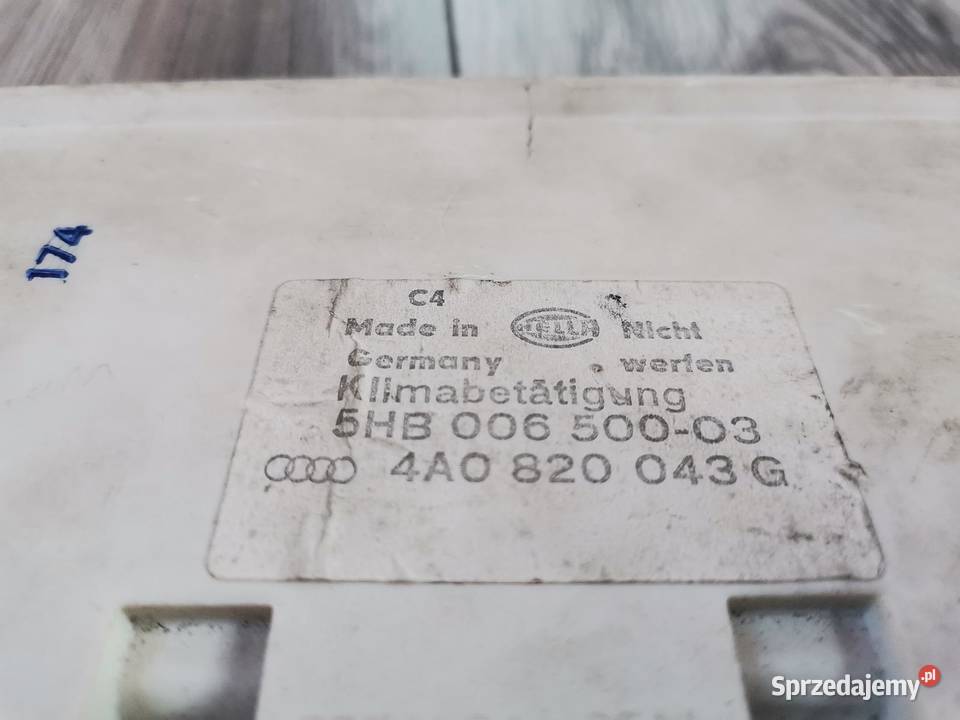 174
C4
Made in HELLA Nicht
Germany werfen
Klimabetätigung
5HB 006 500-03
4A0 820 043 G
Sprzedajemy.pl